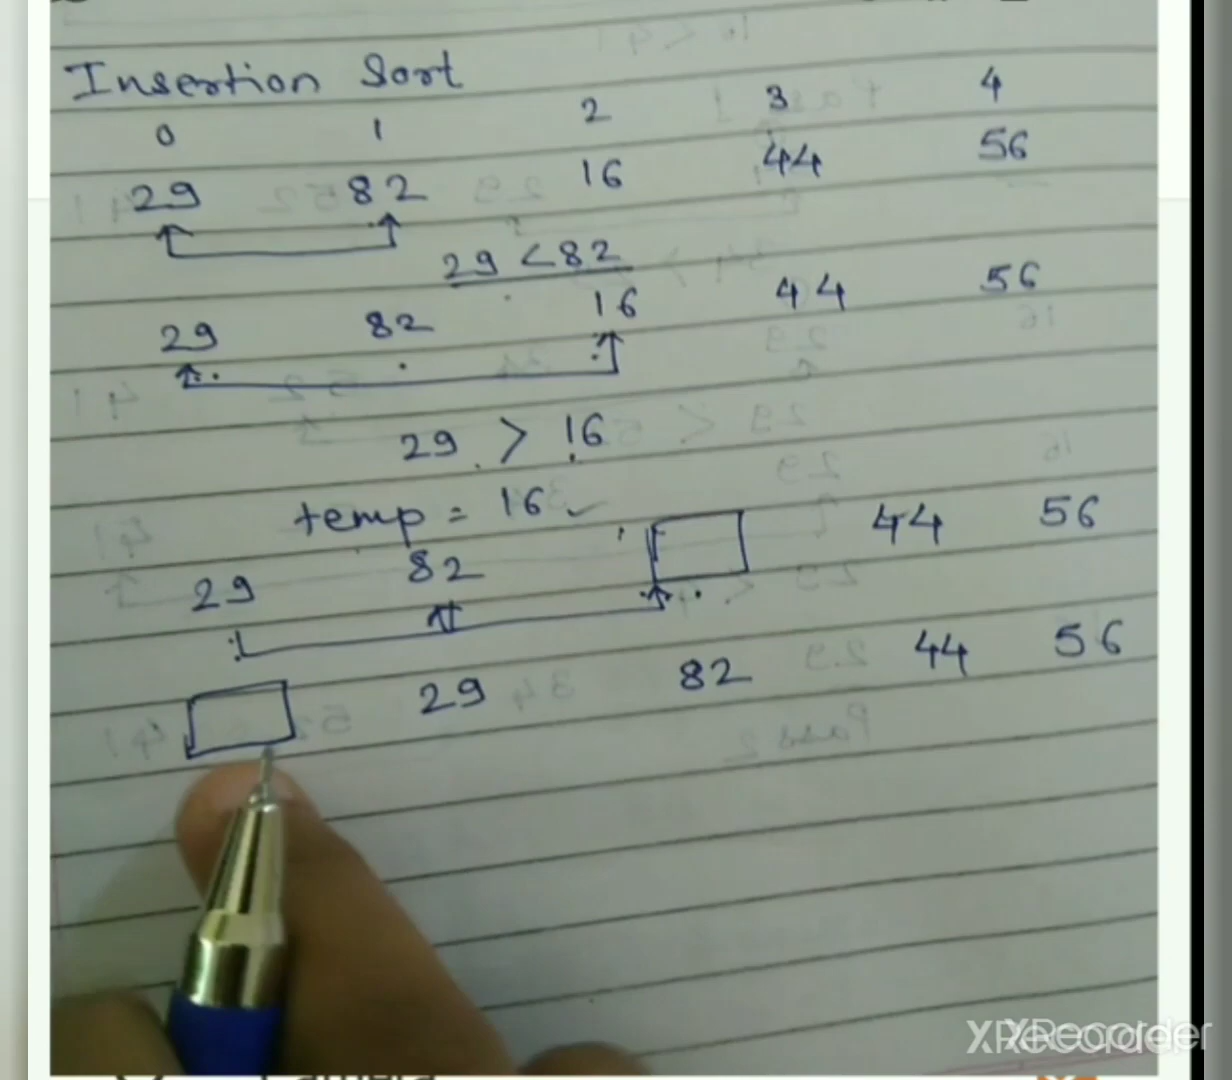 Insertion Sort
0 1 2 3 4
29 82 16 44 56
29 < 82
29 82 16 44 56
29 > 16
temp = 16
29 82 44 56
29 82 44 56
XRecorder